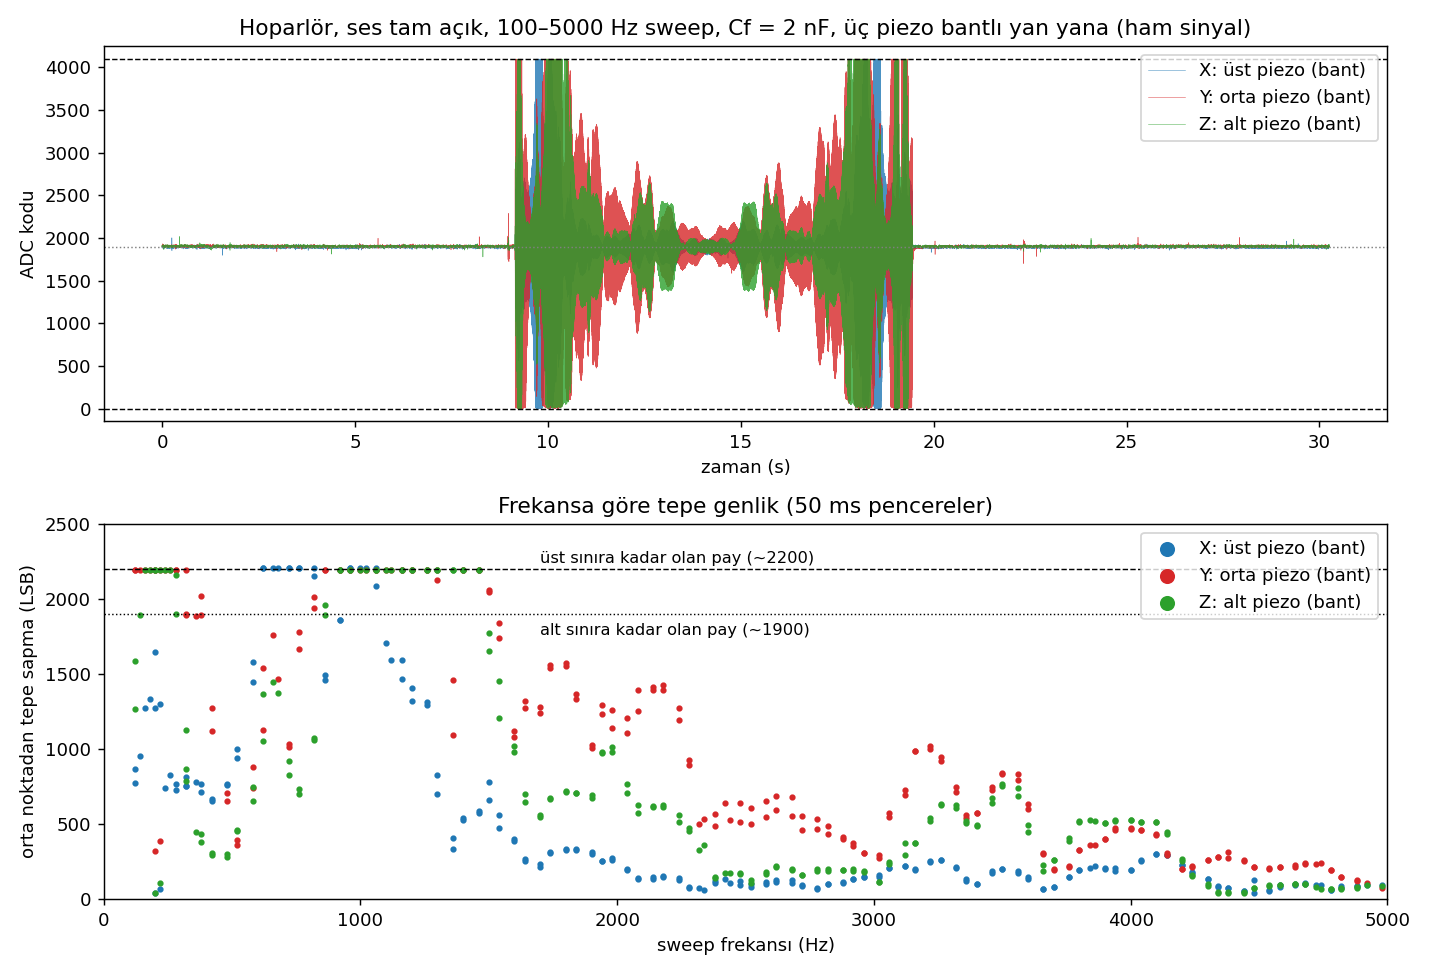 Hoparlör, ses tam açık, 100–5000 Hz sweep, Cf = 2 nF, üç piezo bantlı yan yana (ham sinyal)
ADC kodu
4000
3500
3000
2500
2000
1500
1000
500
0
X: üst piezo (bant)
Y: orta piezo (bant)
Z: alt piezo (bant)
0 5 10 15 20 25 30
zaman (s)
Frekansa göre tepe genlik (50 ms pencereler)
orta noktadan tepe sapma (LSB)
2500
2000
1500
1000
500
0
üst sınıra kadar olan pay (~2200)
alt sınıra kadar olan pay (~1900)
X: üst piezo (bant)
Y: orta piezo (bant)
Z: alt piezo (bant)
0 1000 2000 3000 4000 5000
sweep frekansı (Hz)